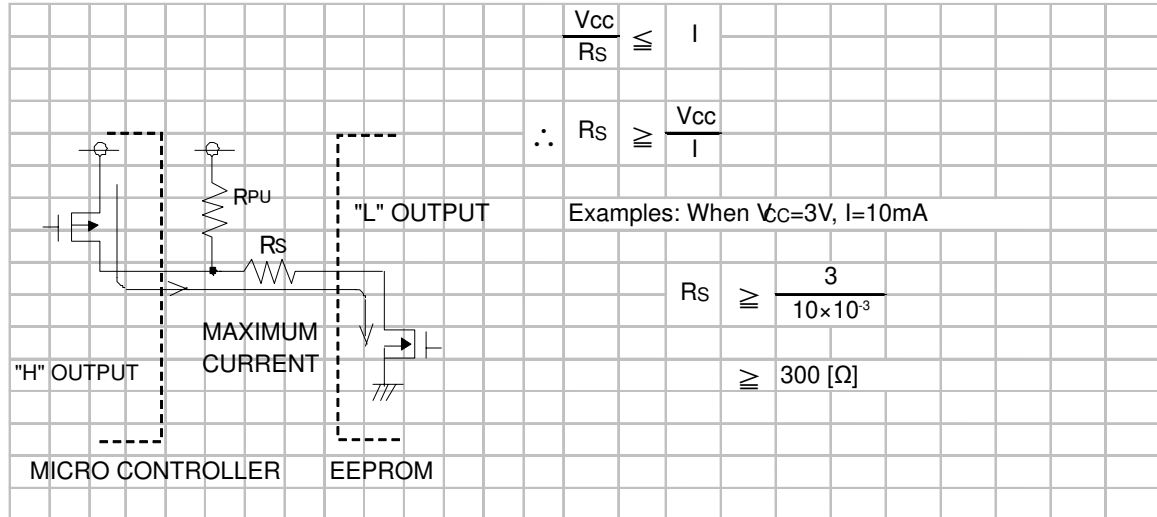 Vcc
Rs ≦ I
∴ Rs ≧ Vcc
I
RPU
"L" OUTPUT
Examples: When VCC=3V, I=10mA
Rs
Rs ≧ 3
10×10-3
MAXIMUM
CURRENT
"H" OUTPUT
≧ 300 [Ω]
MICRO CONTROLLER
EEPROM